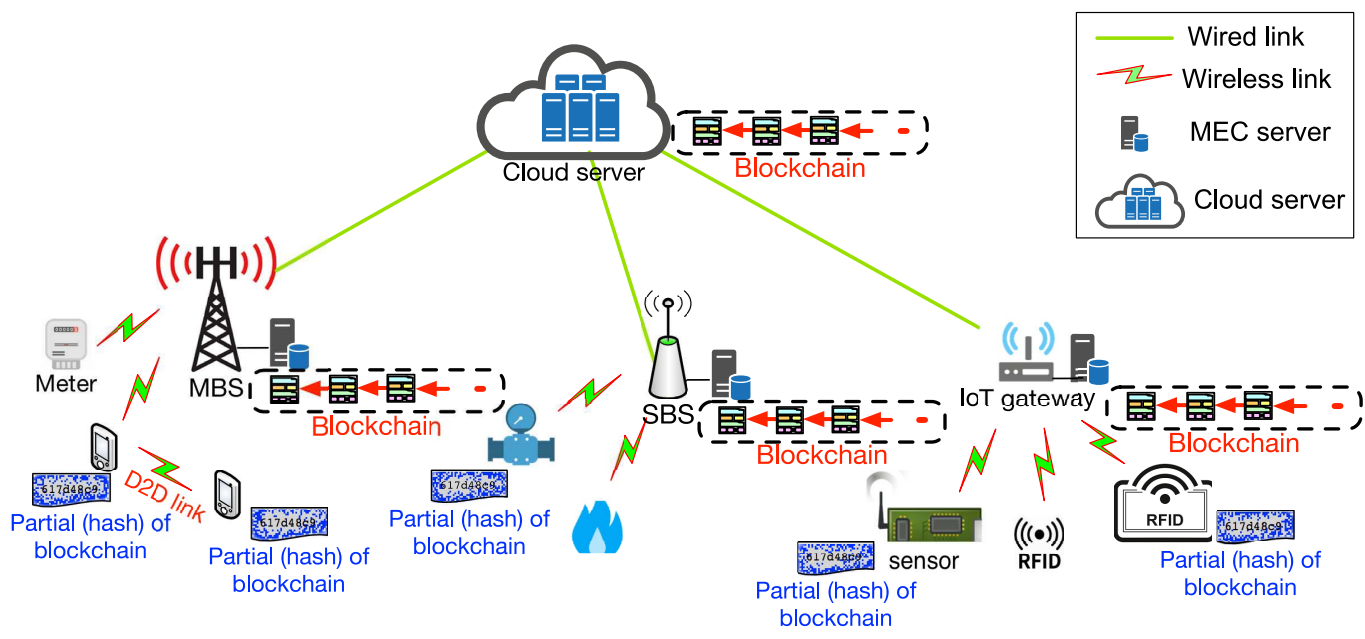 Wired link
Wireless link
MEC server
Cloud server
Cloud server
Blockchain
Meter
MBS
Blockchain
SBS
Blockchain
IoT gateway
Blockchain
D2D link
617d48c9
Partial (hash) of
blockchain
617d48c9
Partial (hash) of
blockchain
617d48c9
Partial (hash) of
blockchain
sensor
617d48c9
Partial (hash) of
blockchain
RFID
RFID
617d48c9
Partial (hash) of
blockchain